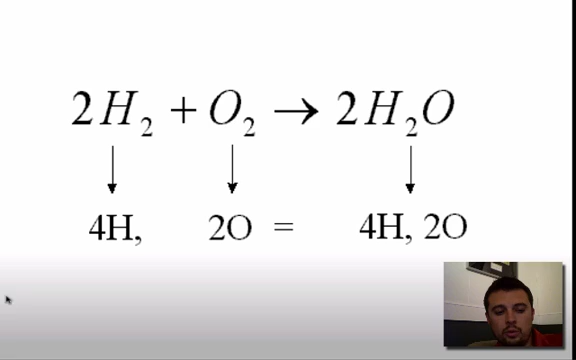 2H₂ + O₂ → 2H₂O
4H, 2O = 4H, 2O